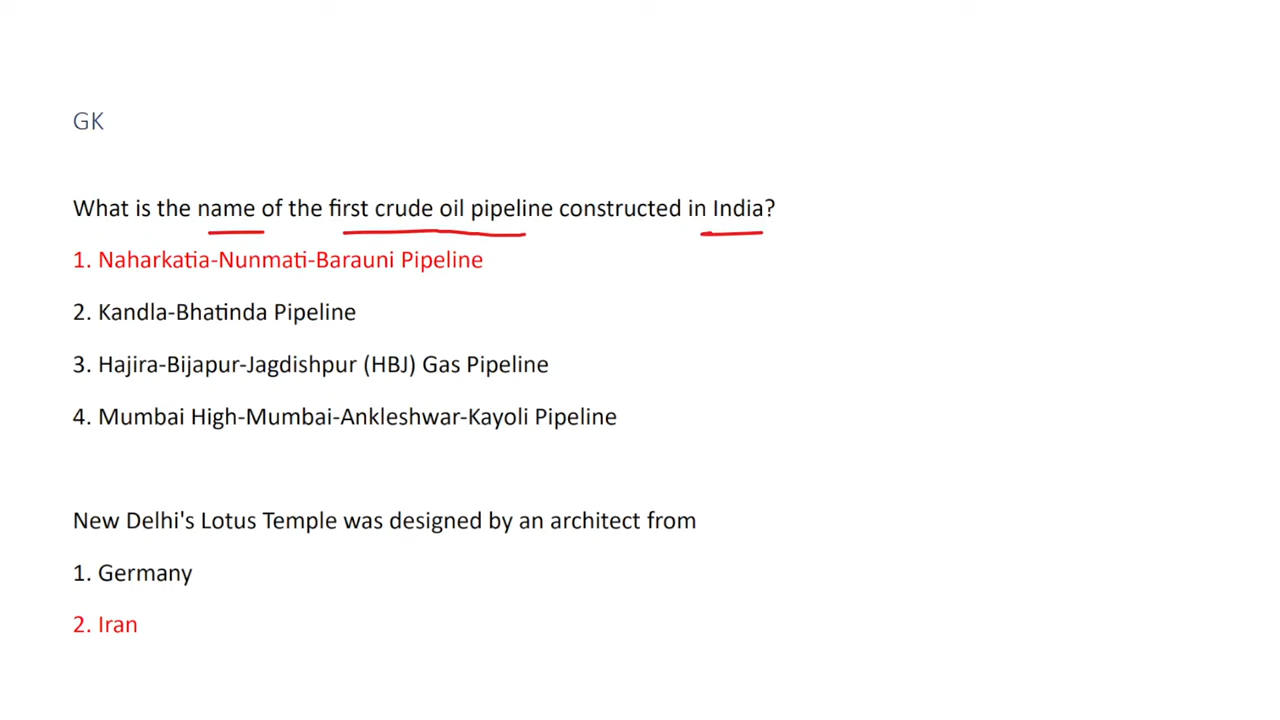 GK
What is the name of the first crude oil pipeline constructed in India?
1. Naharkatia-Nunmati-Barauni Pipeline
2. Kandla-Bhatinda Pipeline
3. Hajira-Bijapur-Jagdishpur (HBJ) Gas Pipeline
4. Mumbai High-Mumbai-Ankleshwar-Kayoli Pipeline
New Delhi's Lotus Temple was designed by an architect from
1. Germany
2. Iran